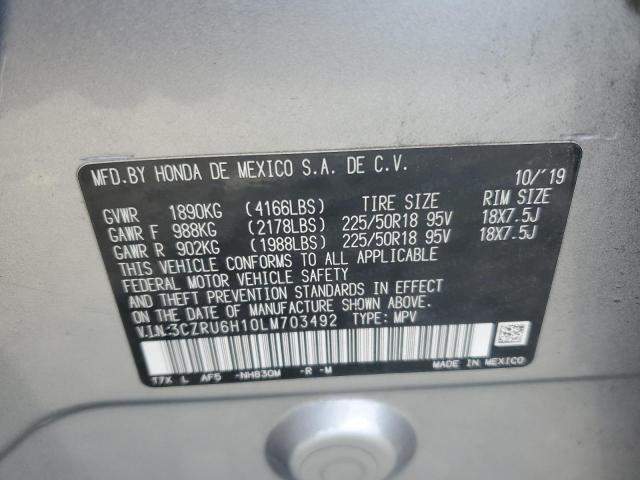 MFD.BY HONDA DE MEXICO S.A. DE C.V. 10/'19
TIRE SIZE RIM SIZE
GVWR 1890KG (4166LBS)
GAWR F 988KG (2178LBS) 225/50R18 95V 18X7.5J
GAWR R 902KG (1988LBS) 225/50R18 95V 18X7.5J
THIS VEHICLE CONFORMS TO ALL APPLICABLE
FEDERAL MOTOR VEHICLE SAFETY
AND THEFT PREVENTION STANDARDS IN EFFECT
ON THE DATE OF MANUFACTURE SHOWN ABOVE.
V.I.N:3CZRU6H10LM703492 TYPE: MPV
T7X L AF5 -NH830M -R -M MADE IN MEXICO